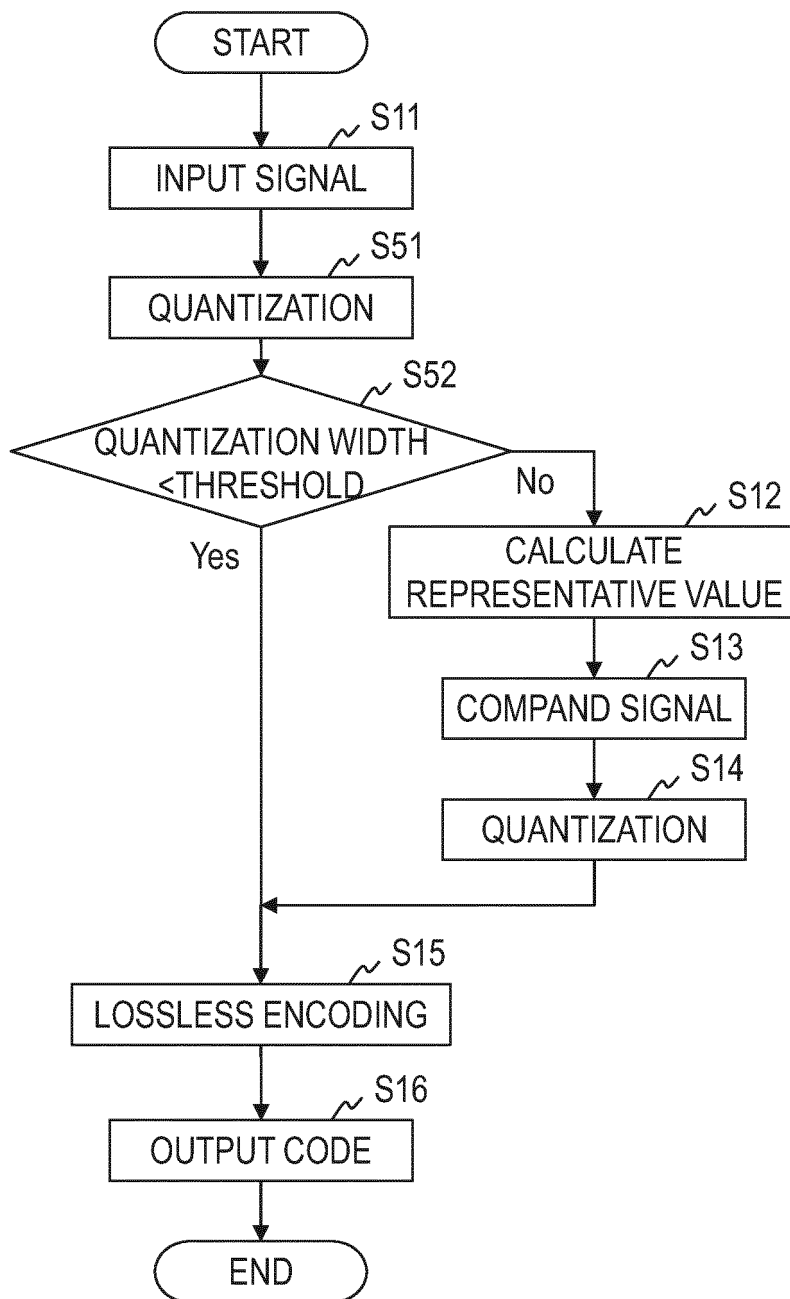 START
S11
INPUT SIGNAL
S51
QUANTIZATION
S52
QUANTIZATION WIDTH
<THRESHOLD
No
Yes
S12
CALCULATE
REPRESENTATIVE VALUE
S13
COMPAND SIGNAL
S14
QUANTIZATION
S15
LOSSLESS ENCODING
S16
OUTPUT CODE
END